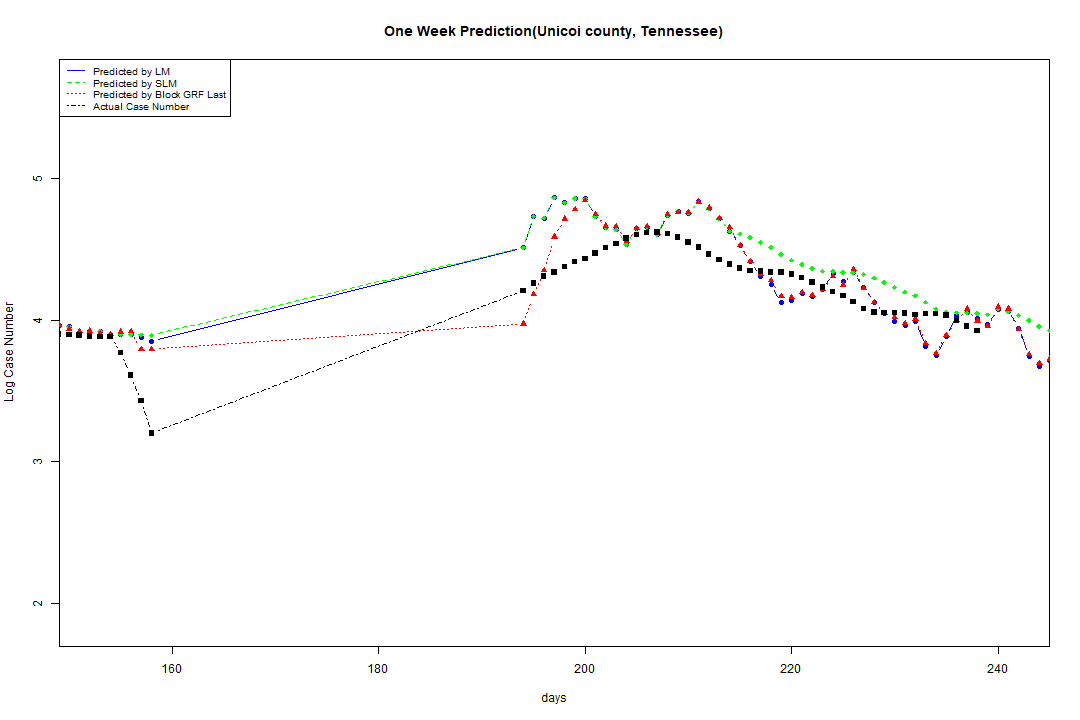 One Week Prediction(Unicoi county, Tennessee)
Predicted by LM
Predicted by SLM
Predicted by Block GRF Last
Actual Case Number
5
4
3
2
Log Case Number
160 180 200 220 240
days